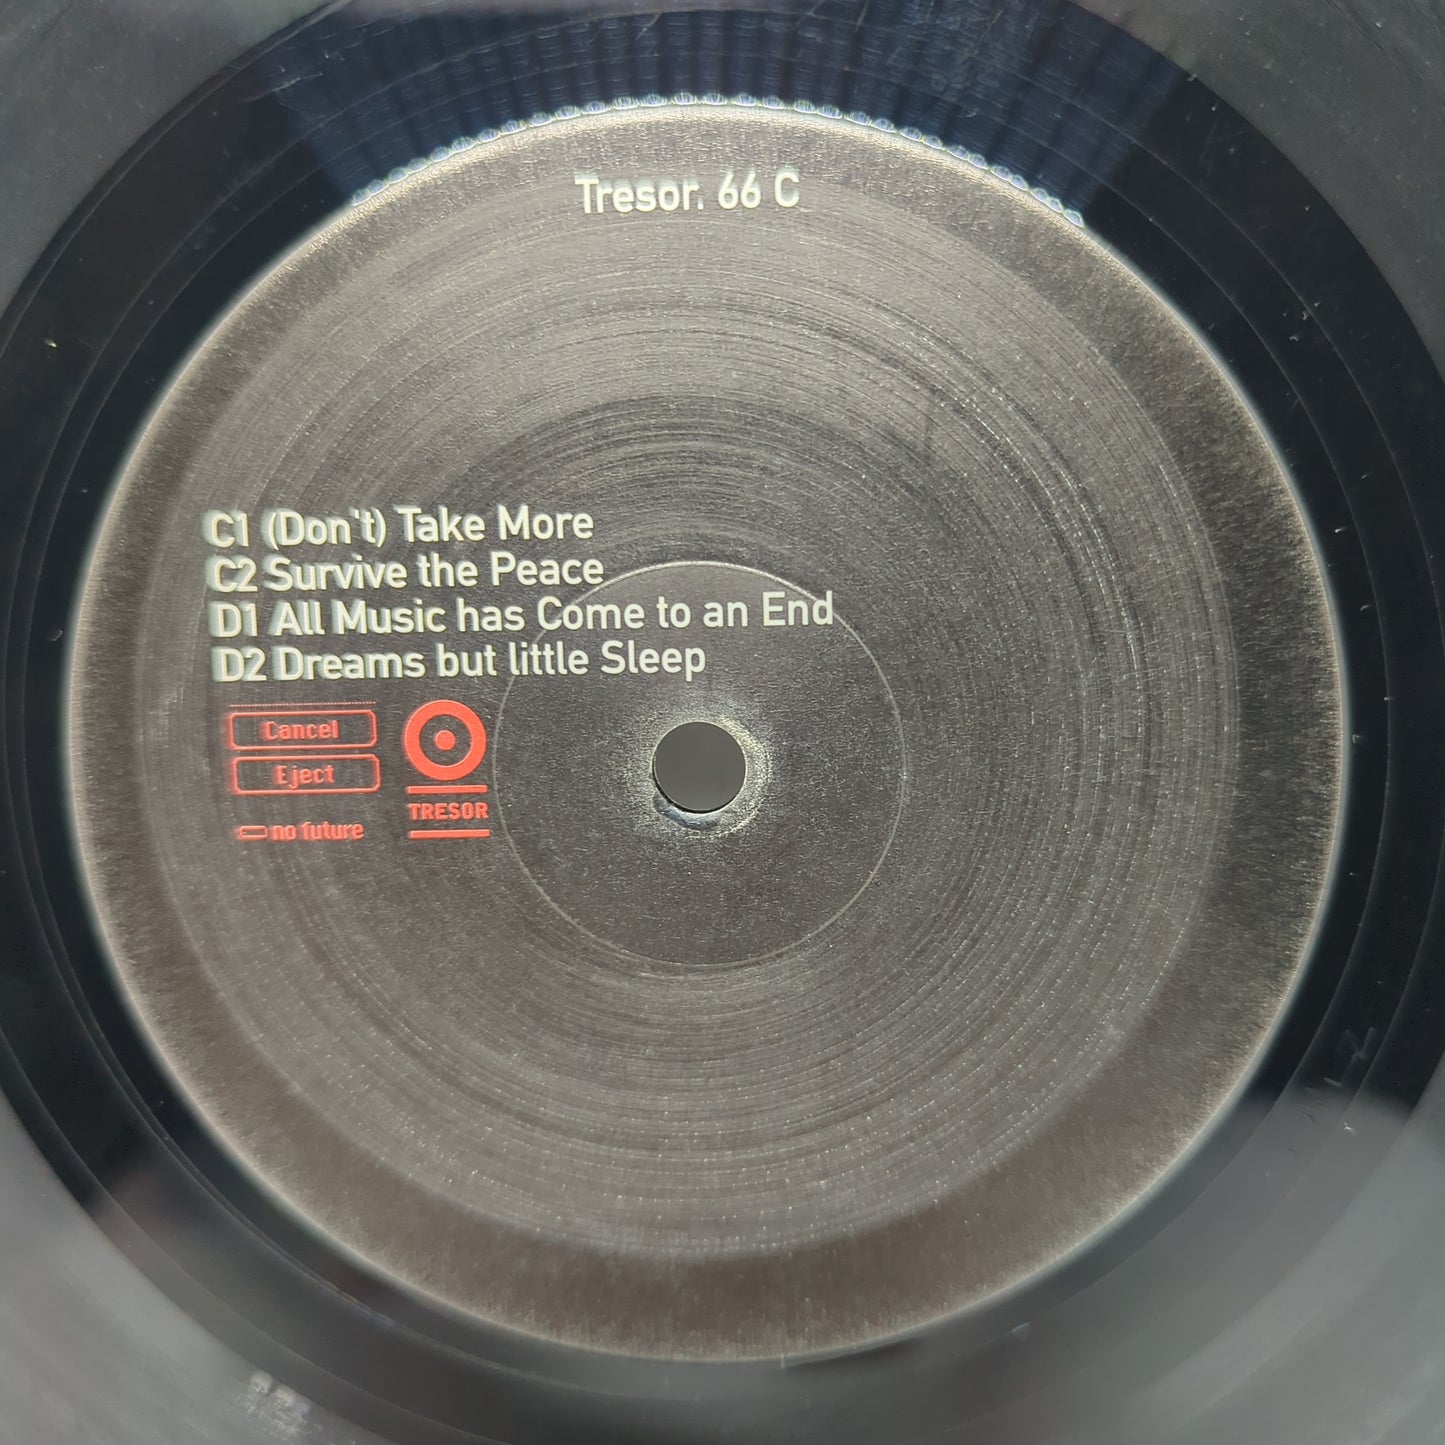 Tresor. 66 C
C1 (Don't) Take More
C2 Survive the Peace
D1 All Music has Come to an End
D2 Dreams but little Sleep
Cancel
Eject
no future
TRESOR